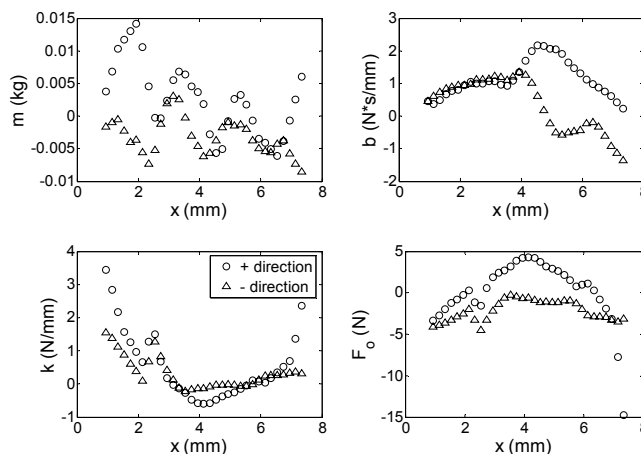 0.015
0.01
0.005
0
-0.005
-0.01
m (kg)
0 2 4 6 8
x (mm)
3
2
1
0
-1
-2
b (N*s/mm)
0 2 4 6 8
x (mm)
4
3
2
1
0
-1
k (N/mm)
+ direction
- direction
0 2 4 6 8
x (mm)
5
0
-5
-10
-15
F_o (N)
0 2 4 6 8
x (mm)